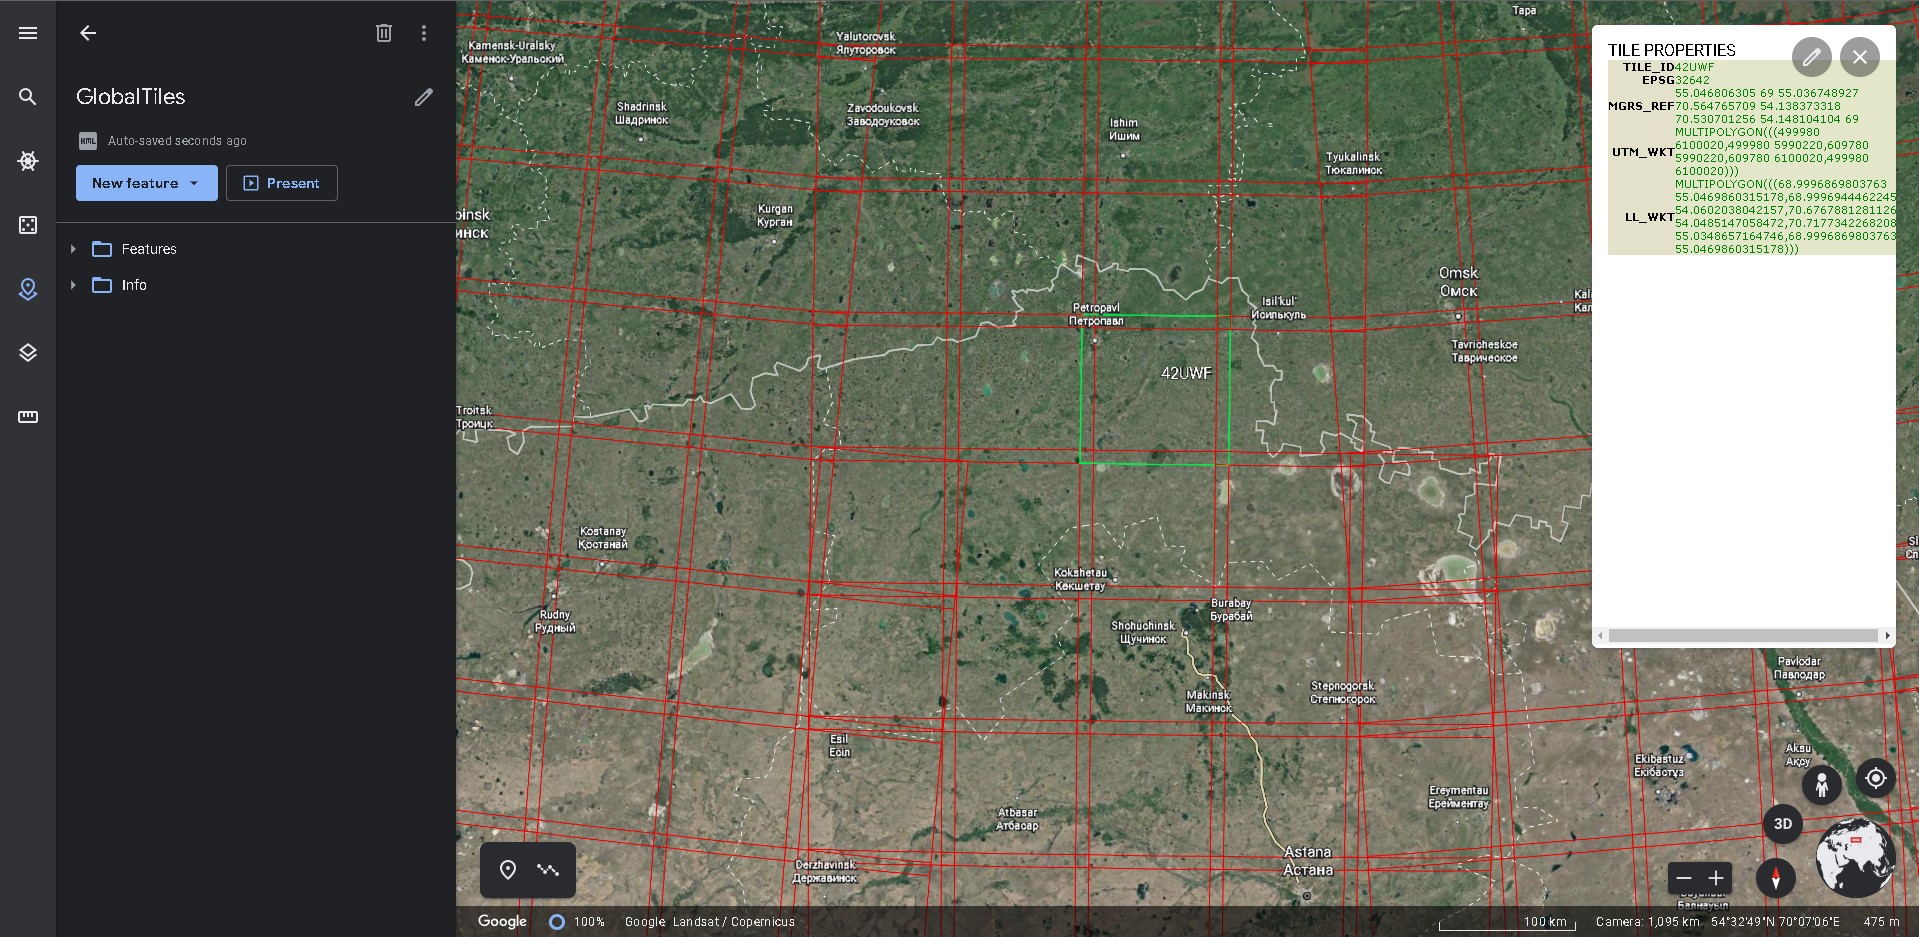 GlobalTiles
KML
Auto-saved seconds ago
New feature
Present
Features
Info
Тара
Yalutorovsk
Ялуторовск
Kamensk-Uralsky
Каменск-Уральский
Shadrinsk
Шадринск
Zavodoukovsk
Заводоуковск
Ishim
Ишим
Tyukalinsk
Тюкалинск
Kurgan
Курган
Omsk
Омск
Petropavl
Петропавл
Isil'kul'
Исилькуль
Tavricheskoe
Таврическое
42UWF
Troitsk
Троицк
Kostanay
Қостанай
Kokshetau
Көкшетау
Rudny
Рудный
Burabay
Бурабай
Shchuchinsk
Щучинск
Makinsk
Макинск
Stepnogorsk
Степногорск
Pavlodar
Павлодар
Esil
Есіл
Aksu
Ақсу
Ekibastuz
Екібастұз
Ereymentau
Ерейментау
Atbasar
Атбасар
Derzhavinsk
Державинск
Astana
Астана
TILE PROPERTIES
TILE_ID 42UWF
EPSG 32642
MGRS_REF 55.046806305 69 55.036748927
70.564765709 54.138373318
70.530701256 54.148104104 69
UTM_WKT MULTIPOLYGON(((499980
6100020,499980 5990220,609780
5990220,609780 6100020,499980
6100020)))
LL_WKT MULTIPOLYGON(((68.9996869803763
55.0469860315178,68.9996944462245
54.0602038042157,70.6767881281126
54.0485147058472,70.7177342268208
55.0348657164746,68.9996869803763
55.0469860315178)))
3D
Google
100%
Google Landsat / Copernicus
100 km
Camera: 1,095 km
54°32'49"N 70°07'06"E
475 m